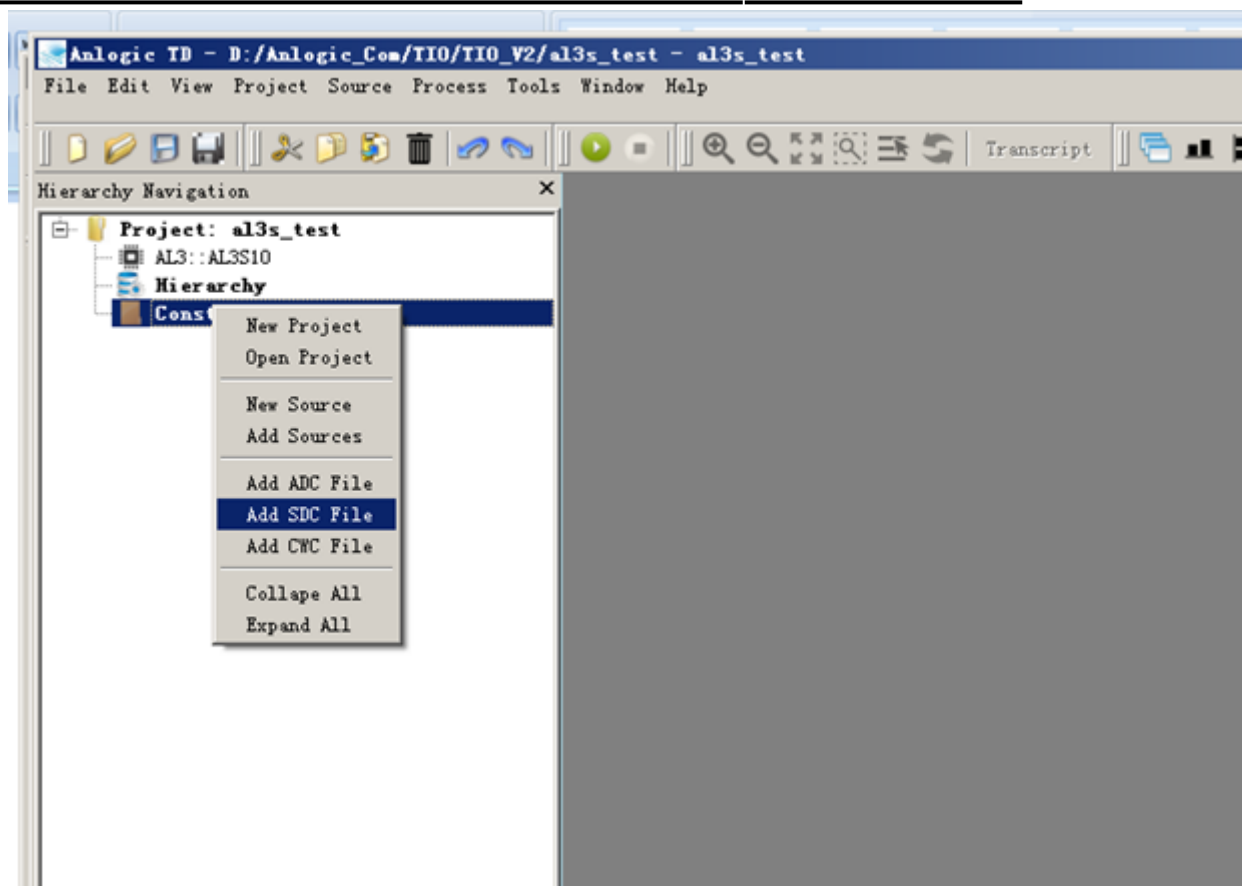 Anlogic TD - D:/Anlogic_Com/TIO/TIO_V2/al3s_test - al3s_test
File Edit View Project Source Process Tools Window Help
Transcript
Hierarchy Navigation
Project: al3s_test
AL3::AL3S10
Hierarchy
Const
New Project
Open Project
New Source
Add Sources
Add ADC File
Add SDC File
Add CWC File
Collape All
Expand All